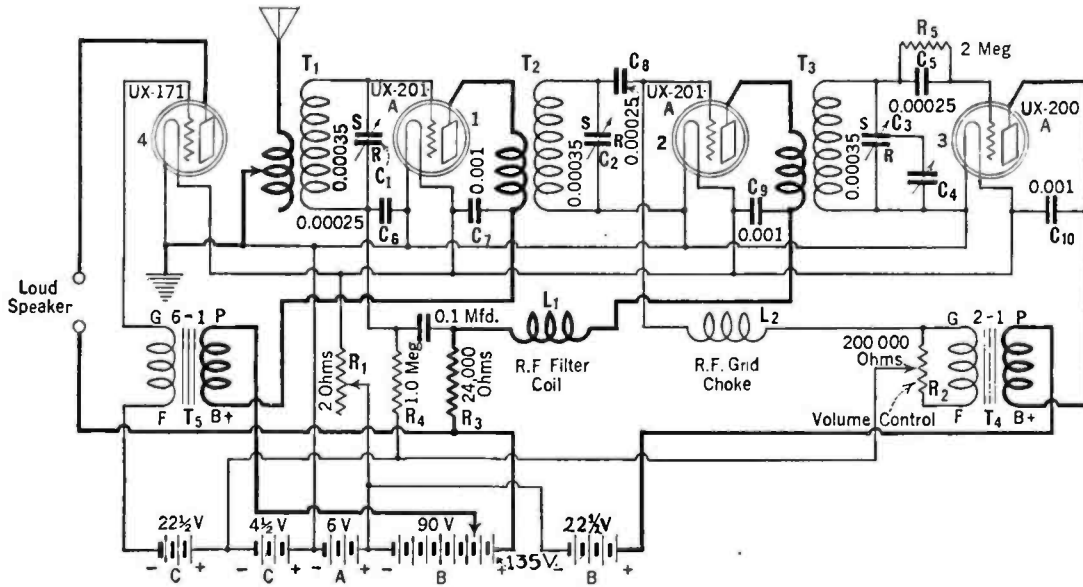 UX-171
4
T1
0.00035
S
R
C1
UX-201
A
1
0.00025
C6
0.001
C7
T2
0.00035
S
R
C2
C8
0.00025
UX-201
A
2
C9
0.001
T3
0.00035
S
C3
R
C4
R5
2 Meg
C5
0.00025
UX-200
A
3
0.001
C10
Loud
Speaker
G 6-1 P
F T5 B+
2 Ohms
R1
1.0 Meg
R4
0.1 Mfd.
24,000
Ohms
R3
L1
R.F Filter
Coil
L2
R.F. Grid
Choke
200 000
Ohms
R2
Volume Control
G 2-1 P
F T4 B+
22½ V
- C +
4½ V
- C +
6 V
- A +
90 V
- B +
*135V.
22½V
- B +